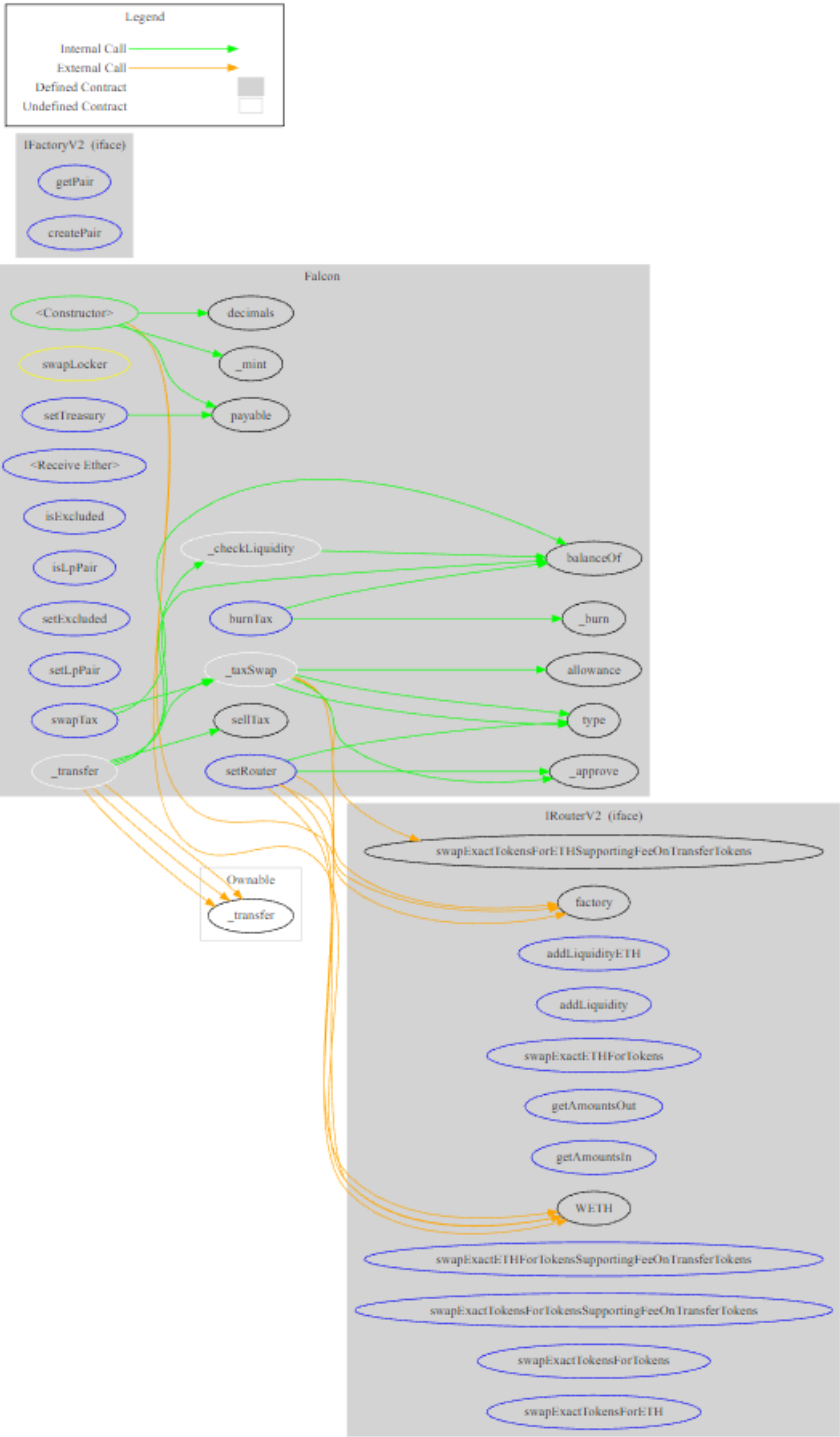 Legend
Internal Call
External Call
Defined Contract
Undefined Contract
IFactoryV2 (iface)
getPair
createPair
Falcon
<Constructor>
decimals
swapLocker
_mint
setTreasury
payable
<Receive Ether>
isExcluded
_checkLiquidity
balanceOf
isLpPair
setExcluded
burnTax
_burn
setLpPair
_taxSwap
allowance
swapTax
sellTax
type
_transfer
setRouter
_approve
IRouterV2 (iface)
swapExactTokensForETHSupportingFeeOnTransferTokens
Ownable
_transfer
factory
addLiquidityETH
addLiquidity
swapExactETHForTokens
getAmountsOut
getAmountsIn
WETH
swapExactETHForTokensSupportingFeeOnTransferTokens
swapExactTokensForTokensSupportingFeeOnTransferTokens
swapExactTokensForTokens
swapExactTokensForETH